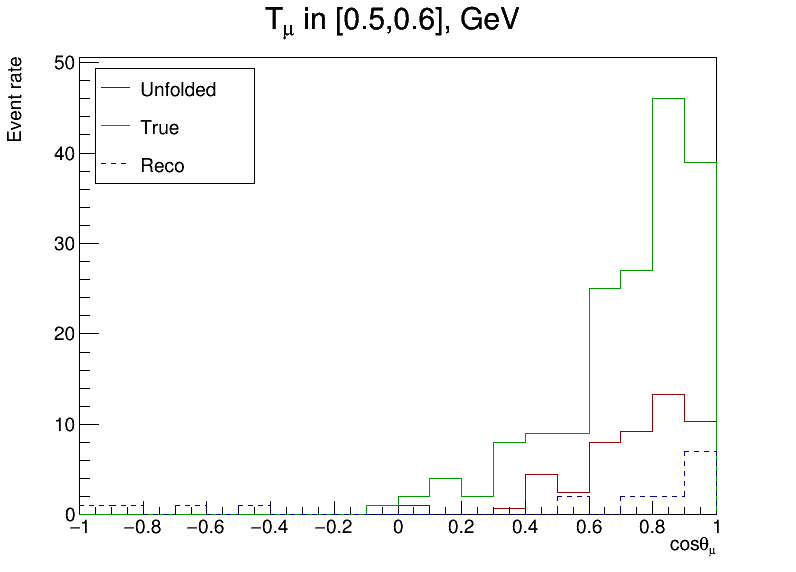 Tμ in [0.5,0.6], GeV
Event rate
Unfolded
True
Reco
50
40
30
20
10
0
−1 −0.8 −0.6 −0.4 −0.2 0 0.2 0.4 0.6 0.8 1
cosθμ